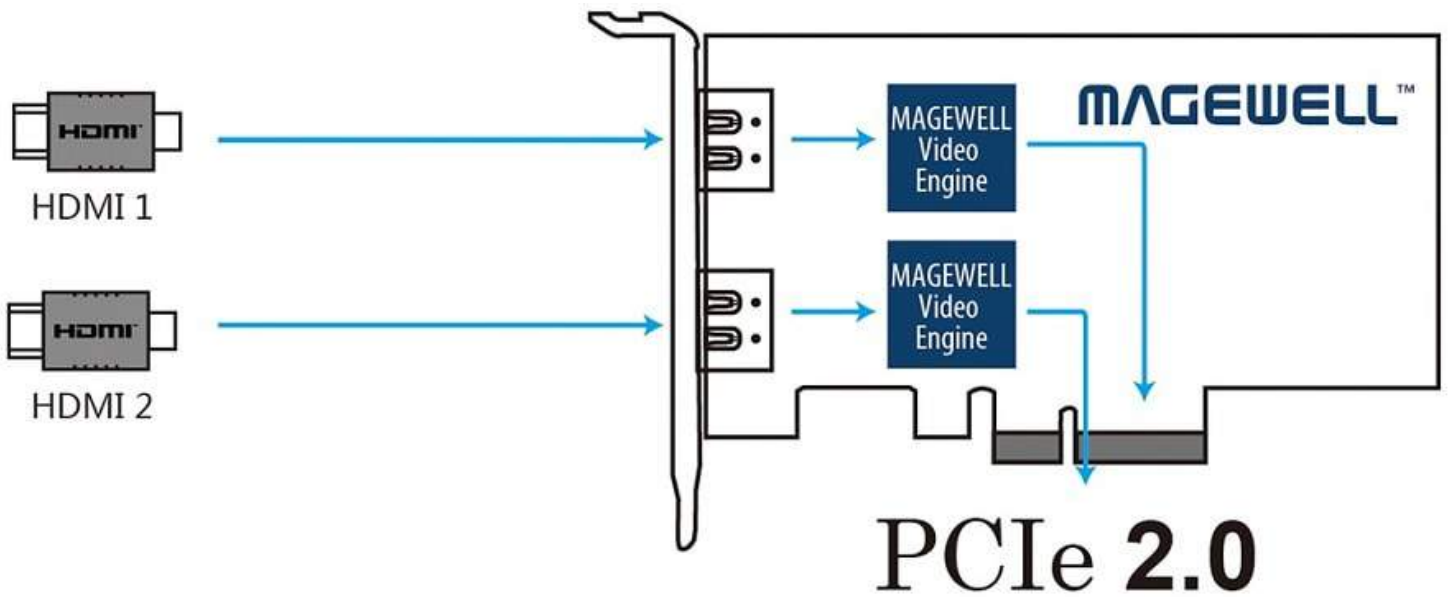 HDMI
HDMI 1
HDMI
HDMI 2
MAGEWELL
Video
Engine
MAGEWELL
Video
Engine
MAGEWELL™
PCIe 2.0